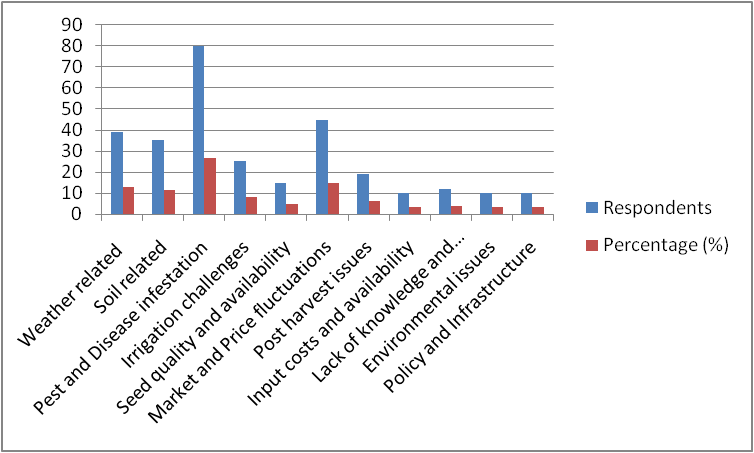 90
80
70
60
50
40
30
20
10
0
Weather related
Soil related
Pest and Disease infestation
Irrigation challenges
Seed quality and availability
Market and Price fluctuations
Post harvest issues
Input costs and availability
Lack of knowledge and...
Environmental issues
Policy and Infrastructure
Respondents
Percentage (%)